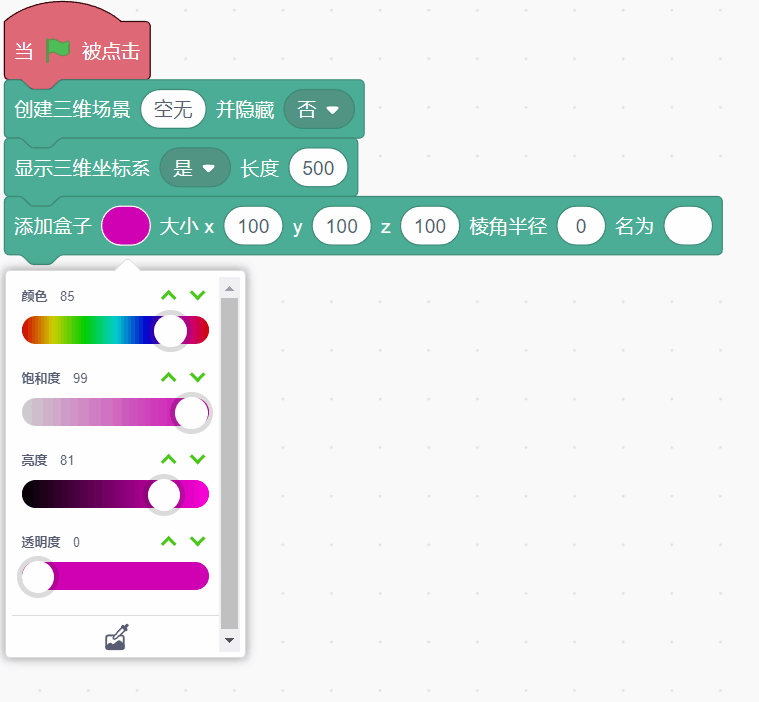 当 被点击
创建三维场景 空无 并隐藏 否
显示三维坐标系 是 长度 500
添加盒子 大小 x 100 y 100 z 100 棱角半径 0 名为
颜色 85
饱和度 99
亮度 81
透明度 0